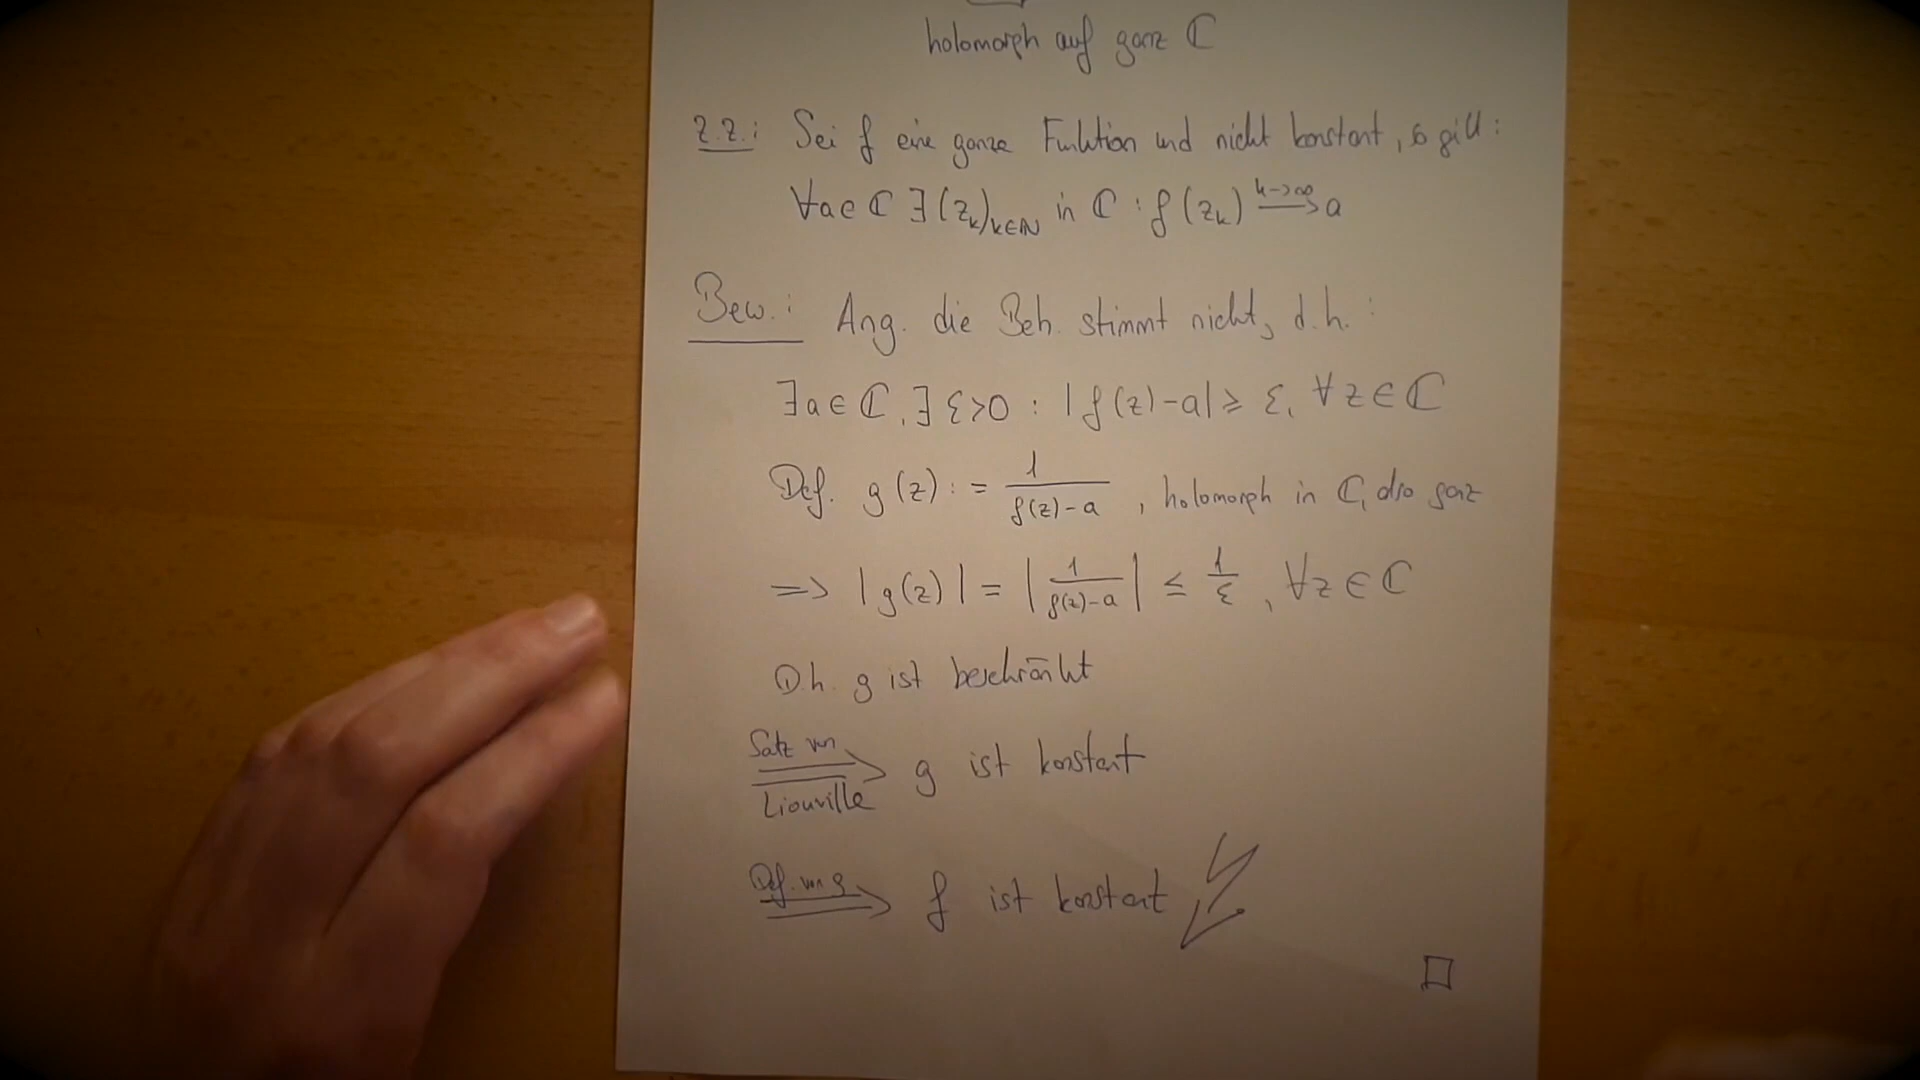 holomorph auf ganz ℂ
Z.Z.: Sei f eine ganze Funktion und nicht konstant, so gilt:
∀a∈ℂ ∃(z_k)_{k∈ℕ} in ℂ : f(z_k) —k→∞→ a
Bew.: Ang. die Beh. stimmt nicht, d.h.:
∃a∈ℂ, ∃ε>0 : |f(z)-a| ≥ ε, ∀z∈ℂ
Def. g(z) := 1/(f(z)-a), holomorph in ℂ, also ganz
=> |g(z)| = |1/(f(z)-a)| ≤ 1/ε, ∀z∈ℂ
D.h. g ist beschränkt
Satz von Liouville ⟹ g ist konstant
Def. von g ⟹ f ist konstant ↯
□